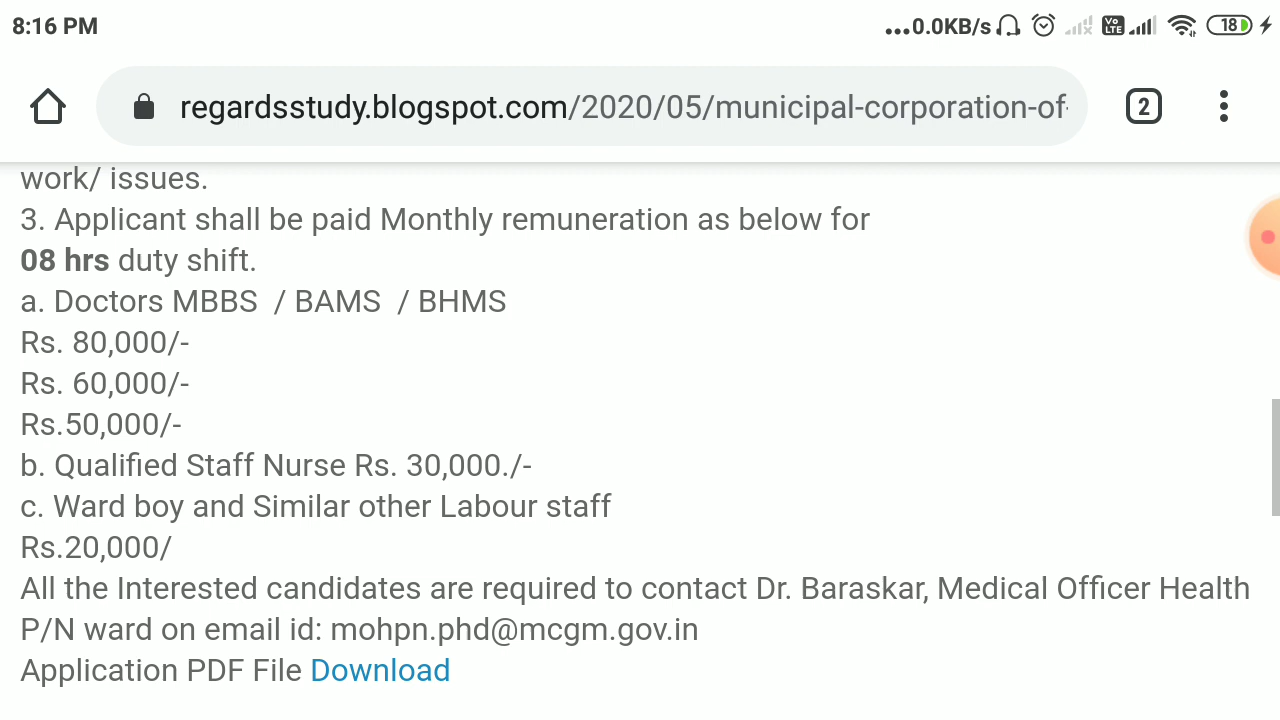 8:16 PM
...0.0KB/s
Vo LTE
18
regardsstudy.blogspot.com/2020/05/municipal-corporation-of-
2
work/ issues.
3. Applicant shall be paid Monthly remuneration as below for
08 hrs duty shift.
a. Doctors MBBS / BAMS / BHMS
Rs. 80,000/-
Rs. 60,000/-
Rs.50,000/-
b. Qualified Staff Nurse Rs. 30,000./-
c. Ward boy and Similar other Labour staff
Rs.20,000/
All the Interested candidates are required to contact Dr. Baraskar, Medical Officer Health
P/N ward on email id: mohpn.phd@mcgm.gov.in
Application PDF File Download